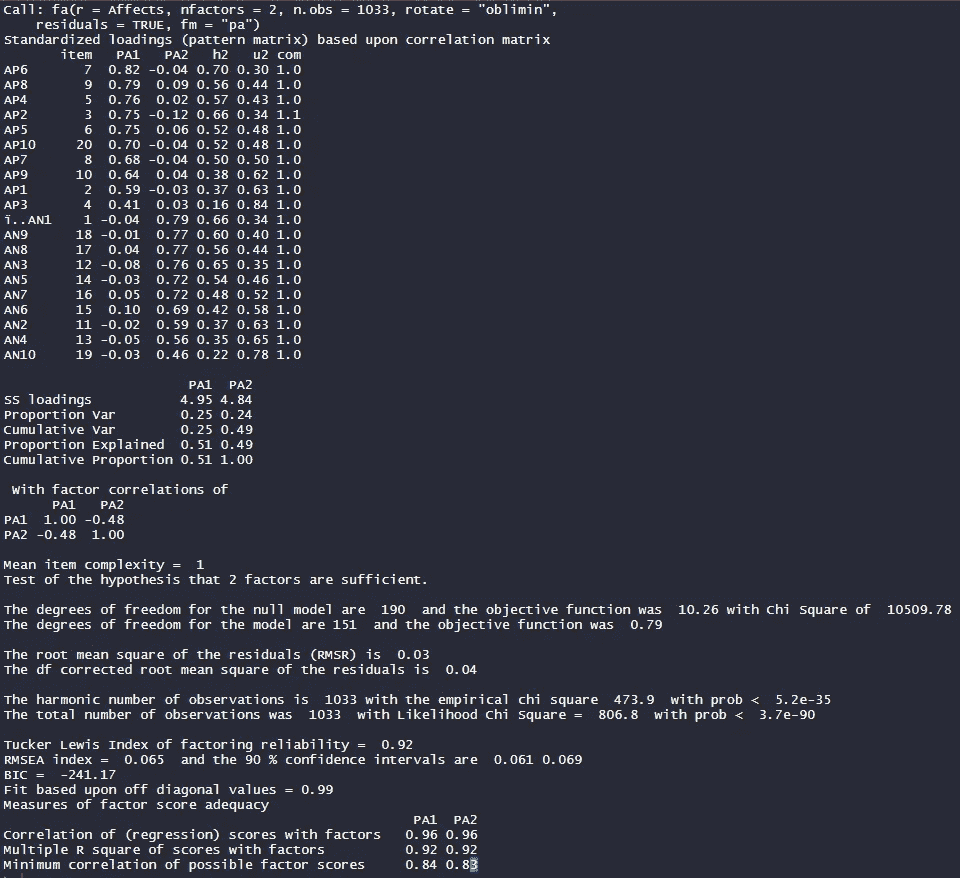 Call: fa(r = Affects, nfactors = 2, n.obs = 1033, rotate = "oblimin",
residuals = TRUE, fm = "pa")
Standardized loadings (pattern matrix) based upon correlation matrix
item PA1 PA2 h2 u2 com
AP6 7 0.82 -0.04 0.70 0.30 1.0
AP8 9 0.79 0.09 0.56 0.44 1.0
AP4 5 0.76 0.02 0.57 0.43 1.0
AP2 3 0.75 -0.12 0.66 0.34 1.1
AP5 6 0.75 0.06 0.52 0.48 1.0
AP10 20 0.70 -0.04 0.52 0.48 1.0
AP7 8 0.68 -0.04 0.50 0.50 1.0
AP9 10 0.64 0.04 0.38 0.62 1.0
AP1 2 0.59 -0.03 0.37 0.63 1.0
AP3 4 0.41 0.03 0.16 0.84 1.0
ï..AN1 1 -0.04 0.79 0.66 0.34 1.0
AN9 18 -0.01 0.77 0.60 0.40 1.0
AN8 17 0.04 0.77 0.56 0.44 1.0
AN3 12 -0.08 0.76 0.65 0.35 1.0
AN5 14 -0.03 0.72 0.54 0.46 1.0
AN7 16 0.05 0.72 0.48 0.52 1.0
AN6 15 0.10 0.69 0.42 0.58 1.0
AN2 11 -0.02 0.59 0.37 0.63 1.0
AN4 13 -0.05 0.56 0.35 0.65 1.0
AN10 19 -0.03 0.46 0.22 0.78 1.0
PA1 PA2
SS loadings 4.95 4.84
Proportion Var 0.25 0.24
Cumulative Var 0.25 0.49
Proportion Explained 0.51 0.49
Cumulative Proportion 0.51 1.00
With factor correlations of
PA1 PA2
PA1 1.00 -0.48
PA2 -0.48 1.00
Mean item complexity = 1
Test of the hypothesis that 2 factors are sufficient.
The degrees of freedom for the null model are 190 and the objective function was 10.26 with Chi Square of 10509.78
The degrees of freedom for the model are 151 and the objective function was 0.79
The root mean square of the residuals (RMSR) is 0.03
The df corrected root mean square of the residuals is 0.04
The harmonic number of observations is 1033 with the empirical chi square 473.9 with prob < 5.2e-35
The total number of observations was 1033 with Likelihood Chi Square = 806.8 with prob < 3.7e-90
Tucker Lewis Index of factoring reliability = 0.92
RMSEA index = 0.065 and the 90 % confidence intervals are 0.061 0.069
BIC = -241.17
Fit based upon off diagonal values = 0.99
Measures of factor score adequacy
PA1 PA2
Correlation of (regression) scores with factors 0.96 0.96
Multiple R square of scores with factors 0.92 0.92
Minimum correlation of possible factor scores 0.84 0.83